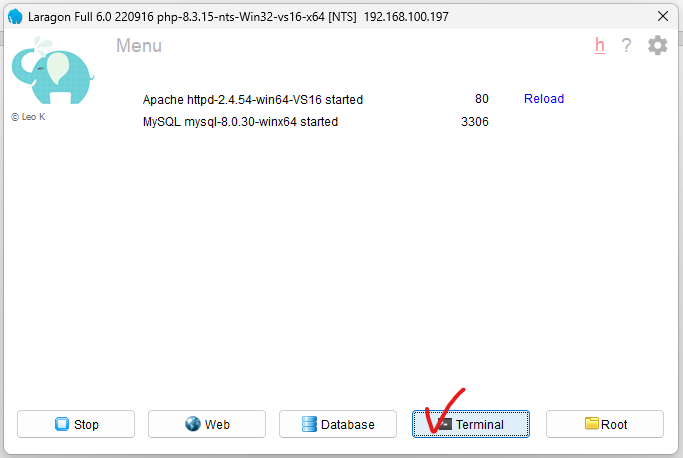 Laragon Full 6.0 220916 php-8.3.15-nts-Win32-vs16-x64 [NTS] 192.168.100.197
Menu h ?
© Leo K
Apache httpd-2.4.54-win64-VS16 started 80 Reload
MySQL mysql-8.0.30-winx64 started 3306
Stop Web Database Terminal Root